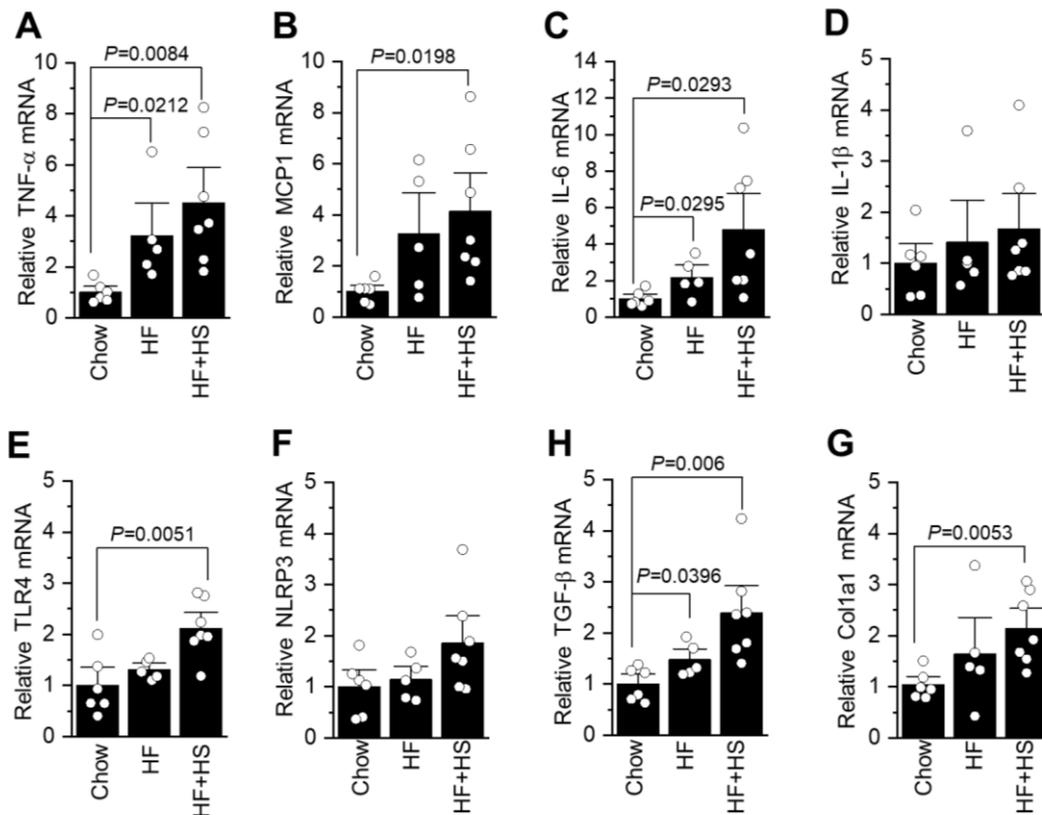 A
P=0.0084
P=0.0212
Relative TNF-α mRNA
10
8
6
4
2
0
Chow
HF
HF+HS
B
P=0.0198
Relative MCP1 mRNA
10
8
6
4
2
0
Chow
HF
HF+HS
C
P=0.0293
P=0.0295
Relative IL-6 mRNA
14
12
10
8
6
4
2
0
Chow
HF
HF+HS
D
Relative IL-1β mRNA
5
4
3
2
1
0
Chow
HF
HF+HS
E
P=0.0051
Relative TLR4 mRNA
5
4
3
2
1
0
Chow
HF
HF+HS
F
Relative NLRP3 mRNA
5
4
3
2
1
0
Chow
HF
HF+HS
H
P=0.006
P=0.0396
Relative TGF-β mRNA
5
4
3
2
1
0
Chow
HF
HF+HS
G
P=0.0053
Relative Col1a1 mRNA
5
4
3
2
1
0
Chow
HF
HF+HS